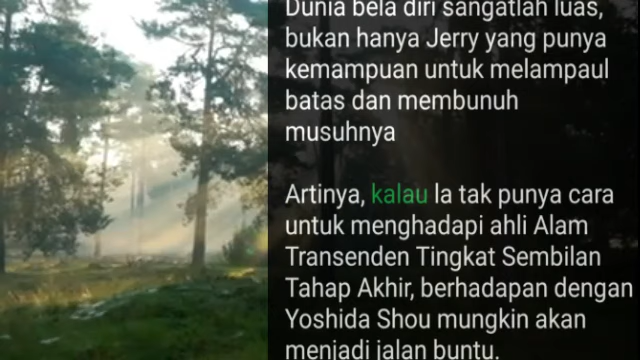 Dunia bela diri sangatlah luas,
bukan hanya Jerry yang punya
kemampuan untuk melampaul
batas dan membunuh
musuhnya
Artinya, kalau la tak punya cara
untuk menghadapi ahli Alam
Transenden Tingkat Sembilan
Tahap Akhir, berhadapan dengan
Yoshida Shou mungkin akan
menjadi jalan buntu.